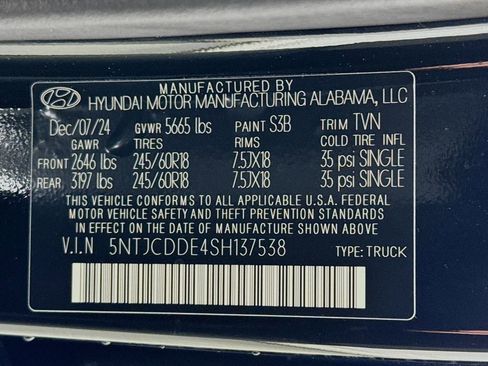 MANUFACTURED BY
HYUNDAI MOTOR MANUFACTURING ALABAMA, LLC
Dec/07/24 GVWR 5665 lbs PAINT S3B TRIM TVN
GAWR TIRES RIMS COLD TIRE INFL
FRONT 2646 lbs 245/60R18 7.5JX18 35 psi SINGLE
REAR 3197 lbs 245/60R18 7.5JX18 35 psi SINGLE
THIS VEHICLE CONFORMS TO ALL APPLICABLE U.S.A. FEDERAL
MOTOR VEHICLE SAFETY AND THEFT PREVENTION STANDARDS
IN EFFECT ON THE DATE OF MANUFACTURE SHOWN ABOVE.
V.I.N 5NTJCDDE4SH137538 TYPE: TRUCK